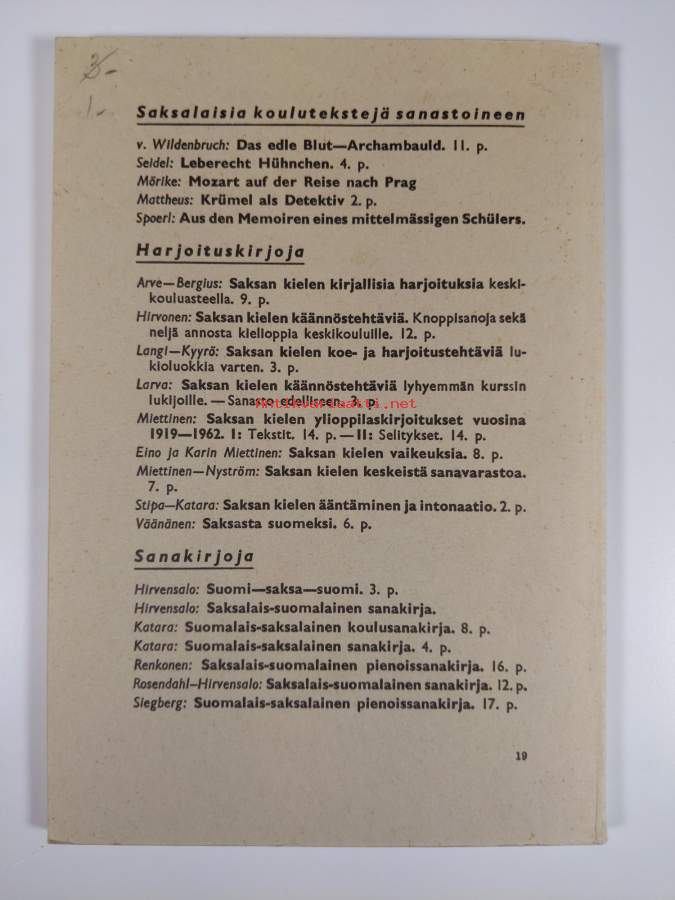 3-
1.-
Saksalaisia koulutekstejä sanastoineen
v. Wildenbruch: Das edle Blut—Archambauld. 11. p.
Seidel: Leberecht Hühnchen. 4. p.
Mörike: Mozart auf der Reise nach Prag
Mattheus: Krümel als Detektiv 2. p.
Spoerl: Aus den Memoiren eines mittelmässigen Schülers.
Harjoituskirjoja
Arve—Bergius: Saksan kielen kirjallisia harjoituksia keski-
kouluasteella. 9. p.
Hirvonen: Saksan kielen käännöstehtäviä. Knoppisanoja sekä
neljä annosta kielioppia keskikouluille. 12. p.
Langi—Kyyrö: Saksan kielen koe- ja harjoitustehtäviä lu-
kioluokkia varten. 3. p.
Larva: Saksan kielen käännöstehtäviä lyhyemmän kurssin
lukijoille. — Sanasto edelliseen. 3. p.
antikvariaatti.net
Miettinen: Saksan kielen ylioppilaskirjoitukset vuosina
1919—1962. I: Tekstit. 14. p. — II: Selitykset. 14. p.
Eino ja Karin Miettinen: Saksan kielen vaikeuksia. 8. p.
Miettinen—Nyström: Saksan kielen keskeistä sanavarastoa.
7. p.
Stipa—Katara: Saksan kielen ääntäminen ja intonaatio. 2. p.
Väänänen: Saksasta suomeksi. 6. p.
Sanakirjoja
Hirvensalo: Suomi—saksa—suomi. 3. p.
Hirvensalo: Saksalais-suomalainen sanakirja.
Katara: Suomalais-saksalainen koulusanakirja. 8. p.
Katara: Suomalais-saksalainen sanakirja. 4. p.
Renkonen: Saksalais-suomalainen pienoissanakirja. 16. p.
Rosendahl—Hirvensalo: Saksalais-suomalainen sanakirja. 12. p.
Siegberg: Suomalais-saksalainen pienoissanakirja. 17. p.
19